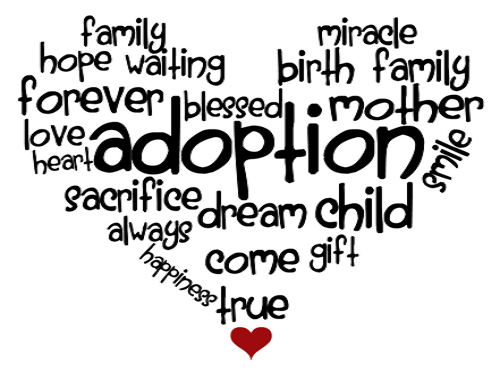 family
miracle
hope waiting
birth family
forever
blessed
mother
love
adoption
smile
heart
sacrifice
dream
child
always
come
gift
happiness
true